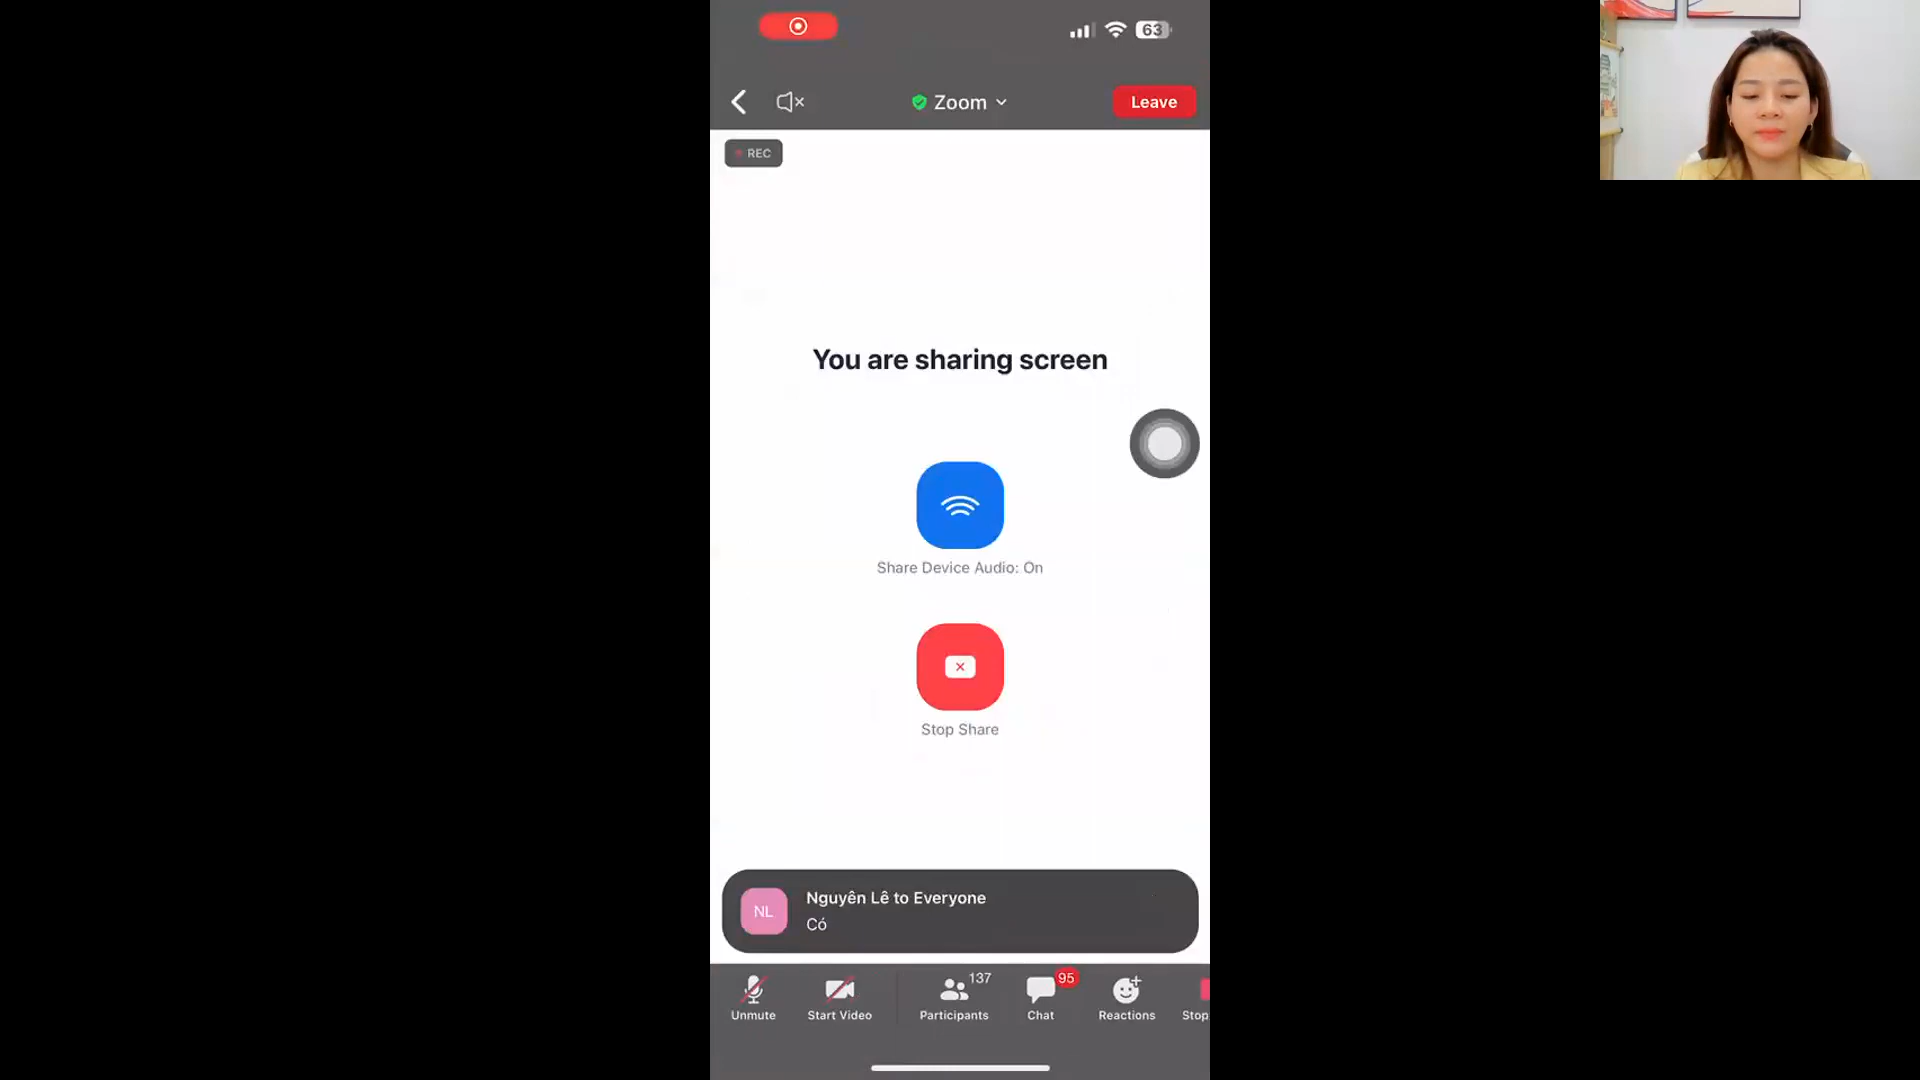 63
Zoom
Leave
REC
You are sharing screen
Share Device Audio: On
Stop Share
NL
Nguyên Lê to Everyone
Có
137
95
Unmute
Start Video
Participants
Chat
Reactions
Stop